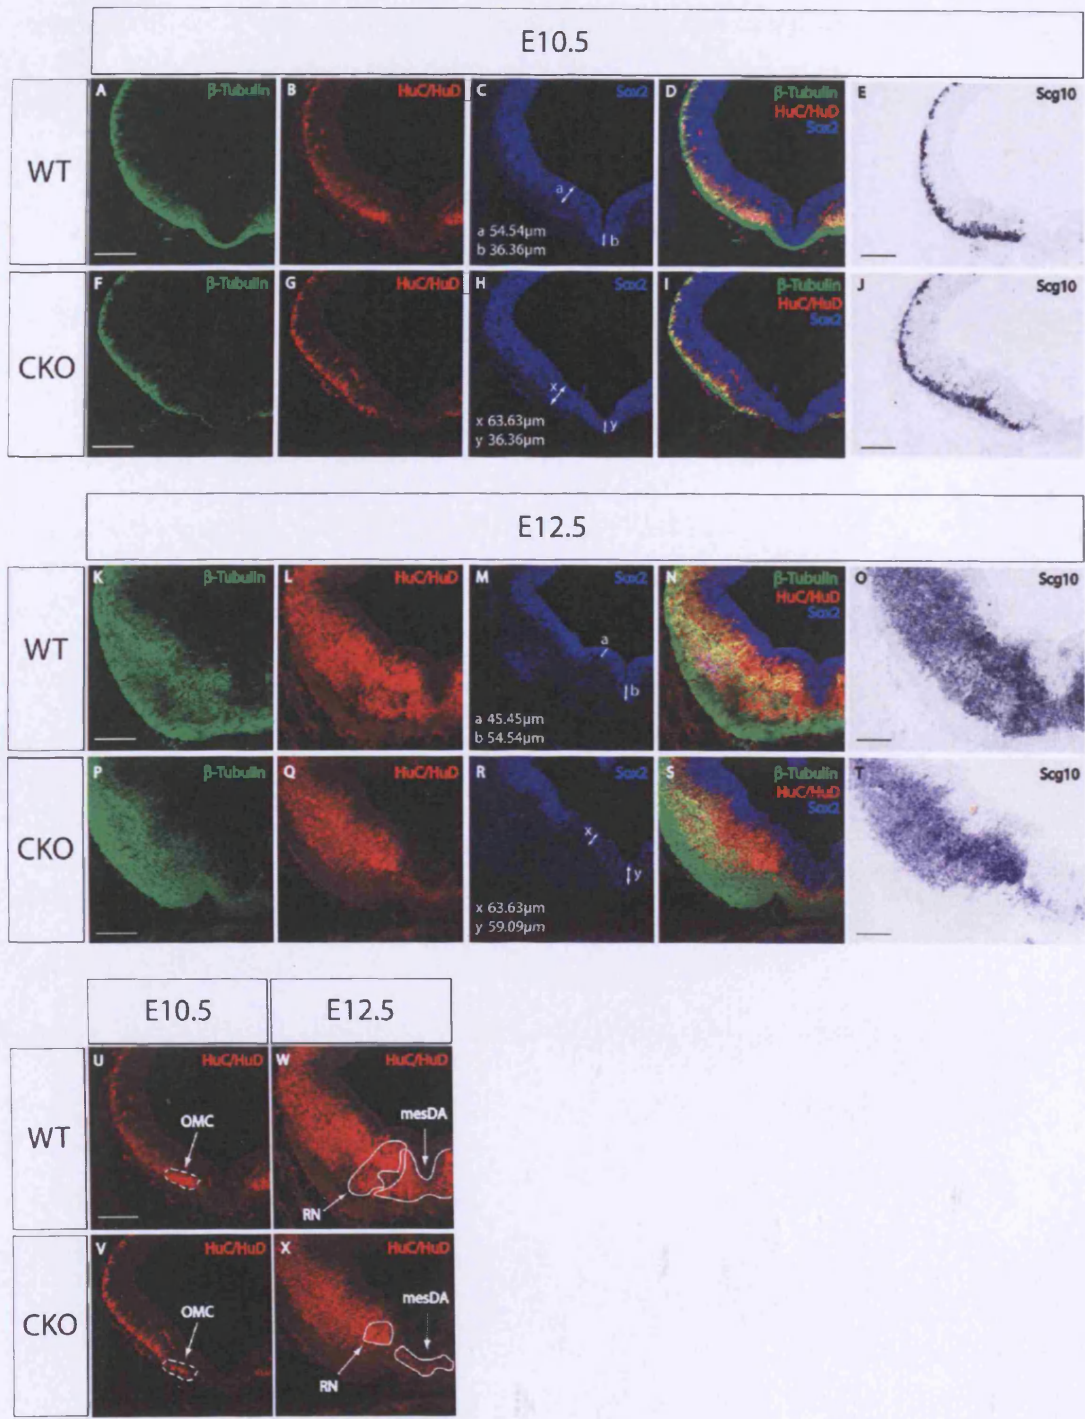 E10.5
WT
A β-Tubulin
B HuC/HuD
C Sox2
a
b
a 54.54µm
b 36.36µm
D β-Tubulin
HuC/HuD
Sox2
E Scg10
CKO
F β-Tubulin
G HuC/HuD
H Sox2
x
y
x 63.63µm
y 36.36µm
I β-Tubulin
HuC/HuD
Sox2
J Scg10
E12.5
WT
K β-Tubulin
L HuC/HuD
M Sox2
a
b
a 45.45µm
b 54.54µm
N β-Tubulin
HuC/HuD
Sox2
O Scg10
CKO
P β-Tubulin
Q HuC/HuD
R Sox2
x
y
x 63.63µm
y 59.09µm
S β-Tubulin
HuC/HuD
Sox2
T Scg10
E10.5 E12.5
WT
U HuC/HuD
OMC
W HuC/HuD
mesDA
RN
CKO
V HuC/HuD
OMC
X HuC/HuD
mesDA
RN